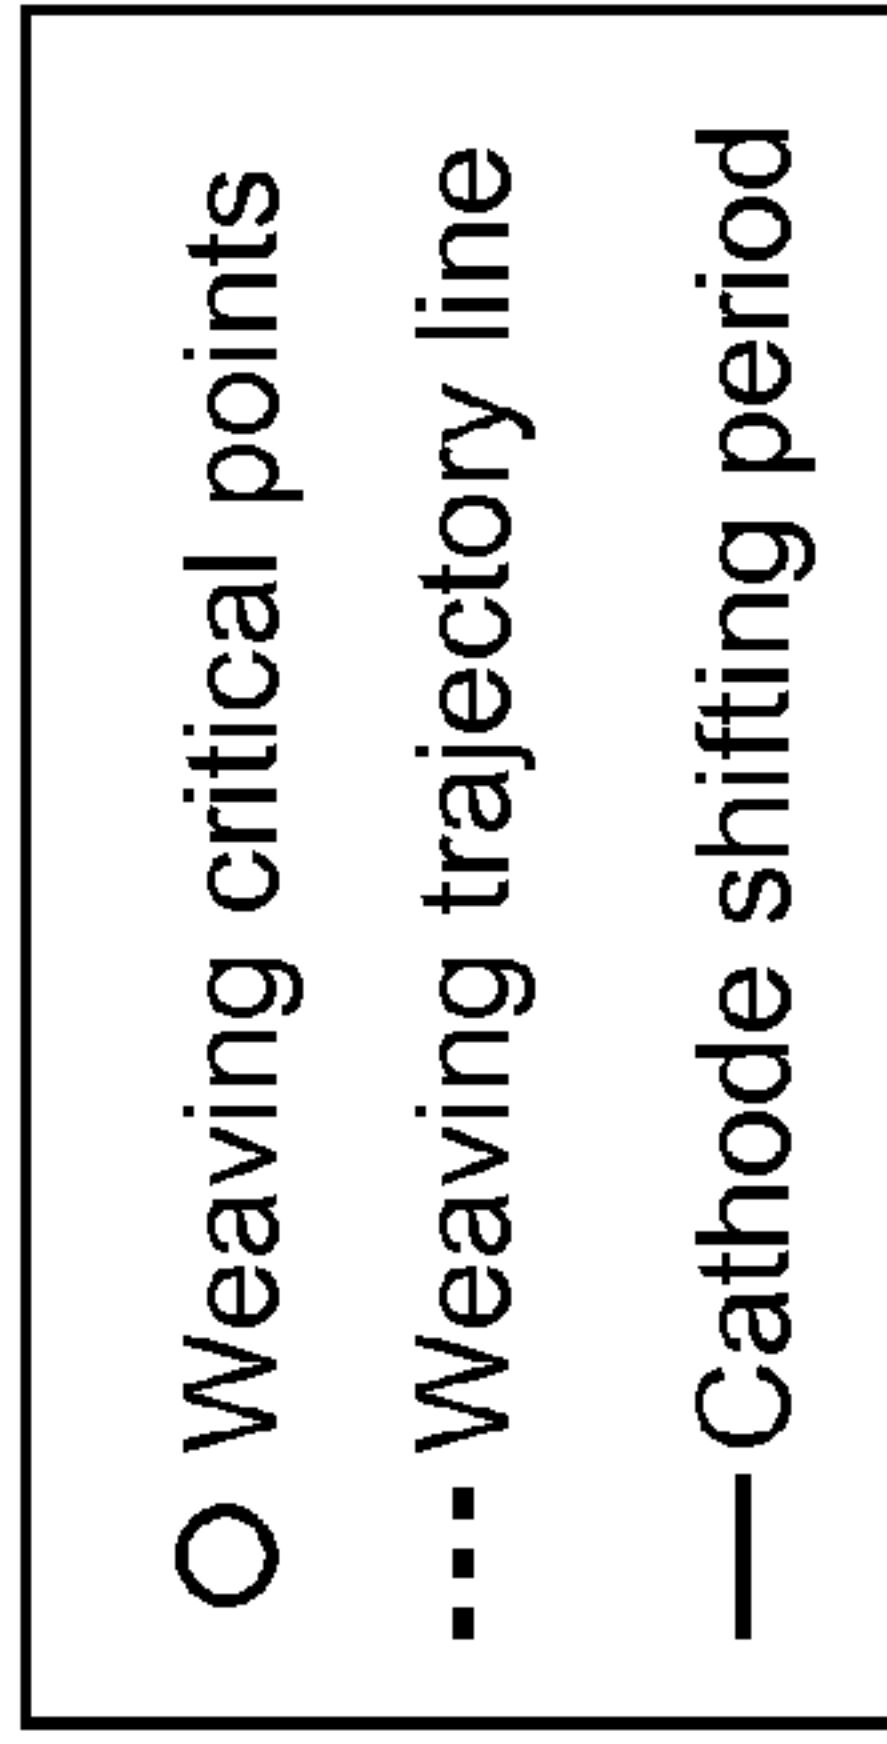 Weaving critical points
Weaving trajectory line
Cathode shifting period